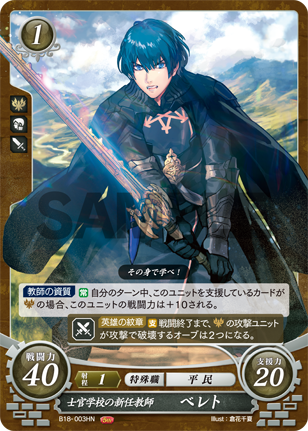 1
SAMPLE
その身で学べ！
教師の資質 常 自分のターン中、このユニットを支援しているカードが
の場合、このユニットの戦闘力は＋10される。
英雄の紋章 支 戦闘終了まで、の攻撃ユニット
が攻撃で破壊するオーブは2つになる。
戦闘力 40
射程 1 特殊職 平民
支援力 20
士官学校の新任教師 ベレト
B18-003HN
Illust：倉花千夏